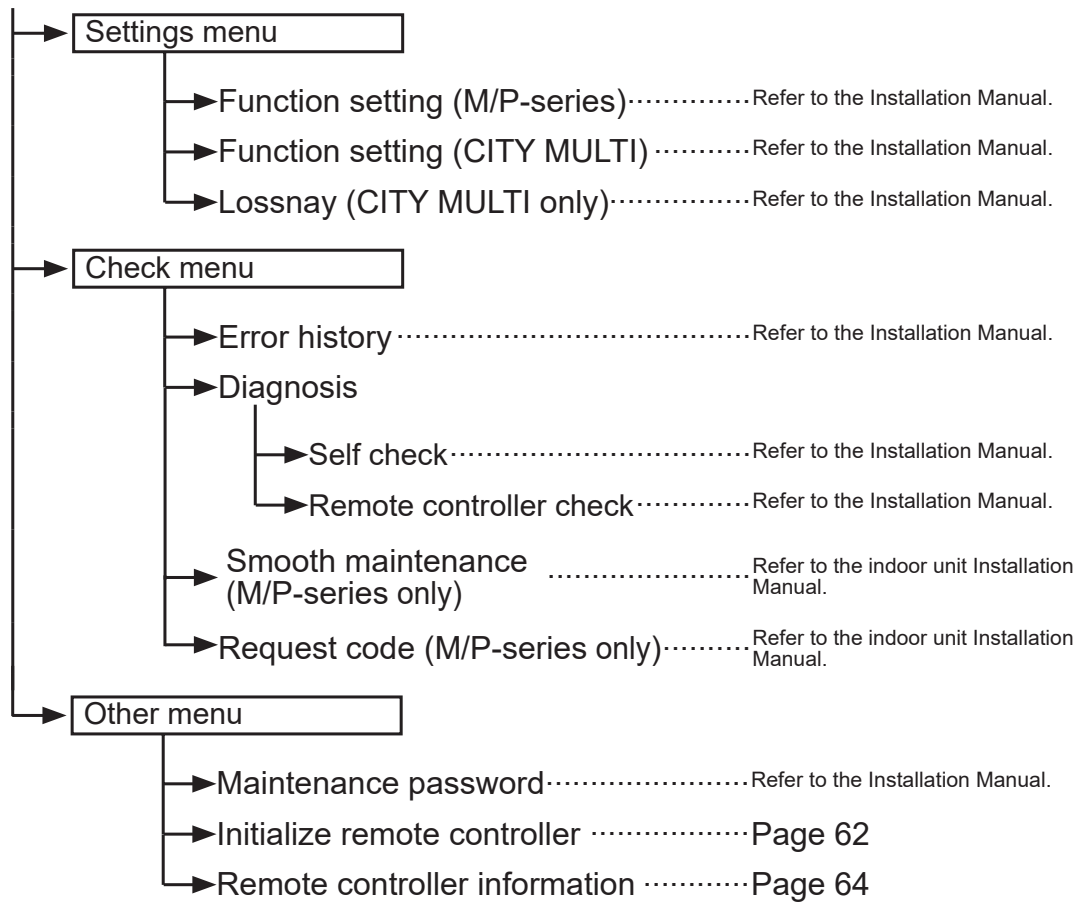 Settings menu
Function setting (M/P-series)··············Refer to the Installation Manual.
Function setting (CITY MULTI)···········Refer to the Installation Manual.
Lossnay (CITY MULTI only)················Refer to the Installation Manual.
Check menu
Error history········································Refer to the Installation Manual.
Diagnosis
Self check··································Refer to the Installation Manual.
Remote controller check·············Refer to the Installation Manual.
Smooth maintenance
(M/P-series only)
·······················Refer to the indoor unit Installation
Manual.
Request code (M/P-series only)··········Refer to the indoor unit Installation
Manual.
Other menu
Maintenance password·······················Refer to the Installation Manual.
Initialize remote controller ··················Page 62
Remote controller information ············Page 64